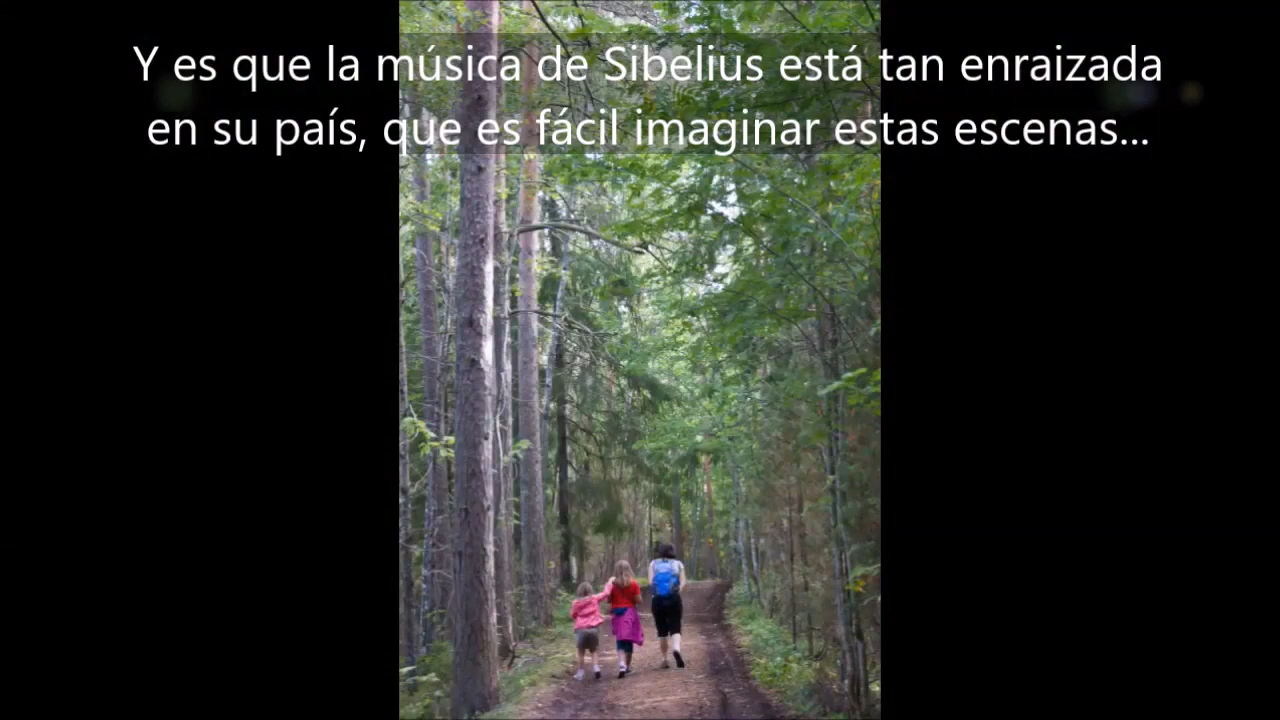 Y es que la música de Sibelius está tan enraizada
en su país, que es fácil imaginar estas escenas...